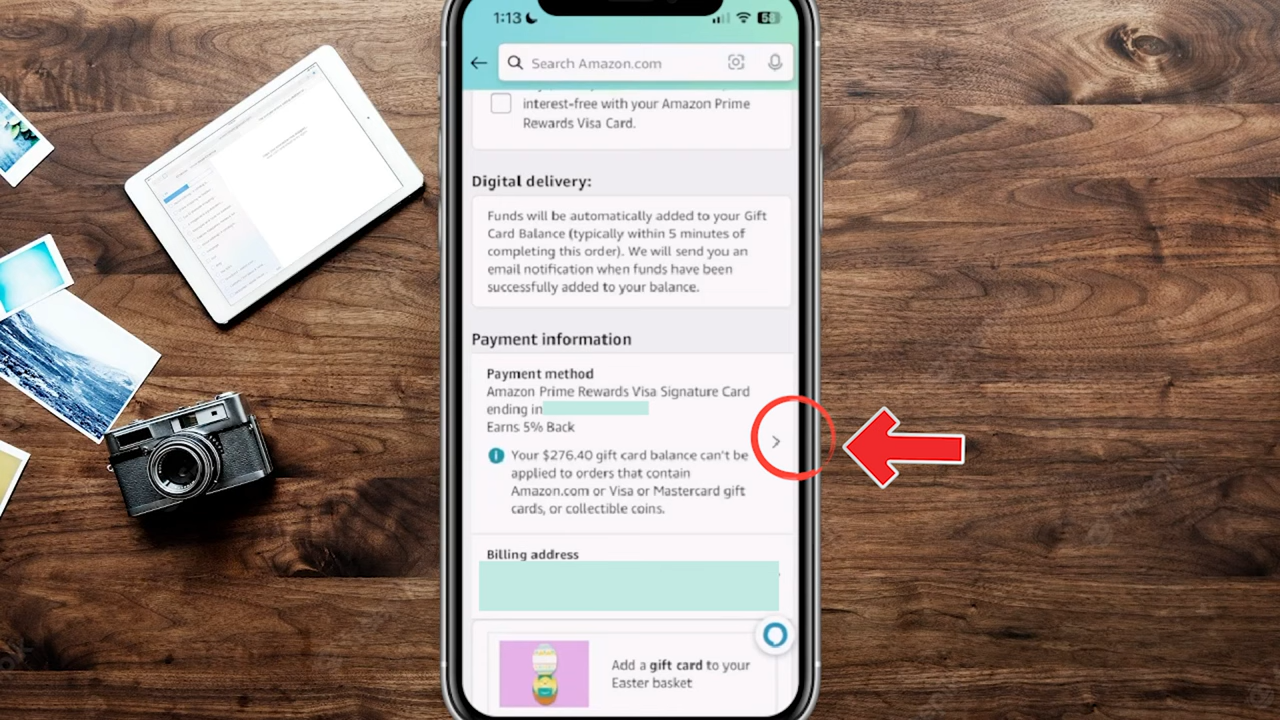 1:13
58
Search Amazon.com
interest-free with your Amazon Prime
Rewards Visa Card.
Digital delivery:
Funds will be automatically added to your Gift
Card Balance (typically within 5 minutes of
completing this order). We will send you an
email notification when funds have been
successfully added to your balance.
Payment information
Payment method
Amazon Prime Rewards Visa Signature Card
ending in
Earns 5% Back
Your $276.40 gift card balance can't be
applied to orders that contain
Amazon.com or Visa or Mastercard gift
cards, or collectible coins.
Billing address
Add a gift card to your
Easter basket